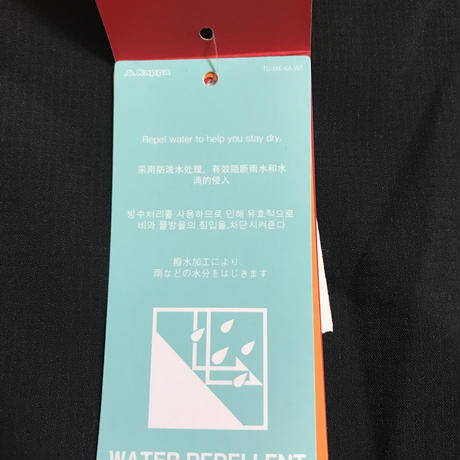 Kappa
Repel water to help you stay dry.
采用防泼水处理，有效阻断雨水和水
滴的侵入
방수처리를 사용하므로 인해 유효적으로
비와 물방울의 침입을 차단시켜준다
撥水加工により、
雨などの水分をはじきます
WATER REPELLENT